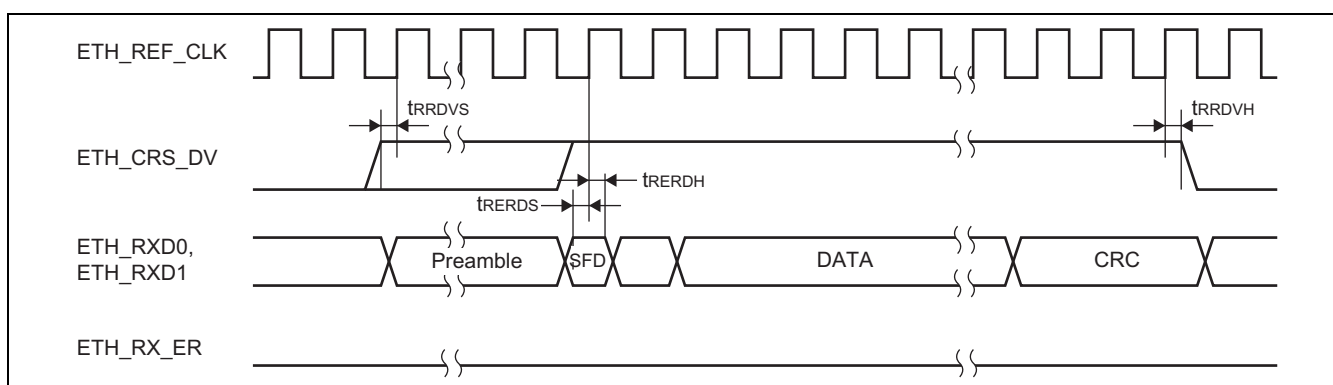 ETH_REF_CLK
tRRDVS
tRRDVH
ETH_CRS_DV
tRERDH
tRERDS
ETH_RXD0,
ETH_RXD1
Preamble SFD DATA CRC
ETH_RX_ER